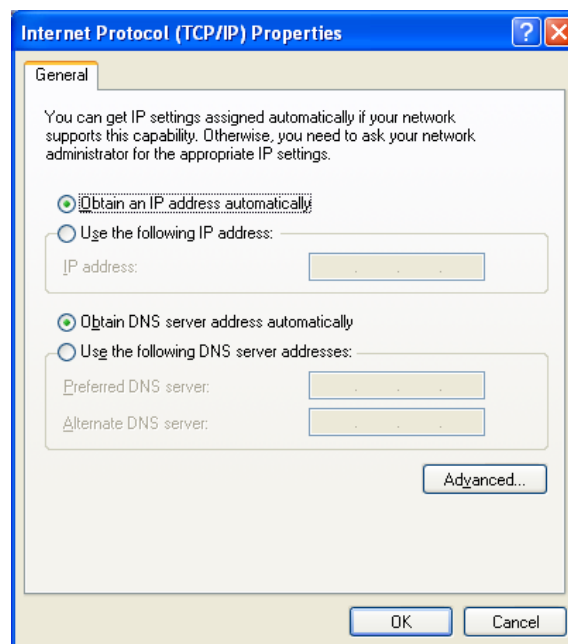 Internet Protocol (TCP/IP) Properties
General
You can get IP settings assigned automatically if your network
supports this capability. Otherwise, you need to ask your network
administrator for the appropriate IP settings.
Obtain an IP address automatically
Use the following IP address:
IP address:
Obtain DNS server address automatically
Use the following DNS server addresses:
Preferred DNS server:
Alternate DNS server:
Advanced...
OK Cancel